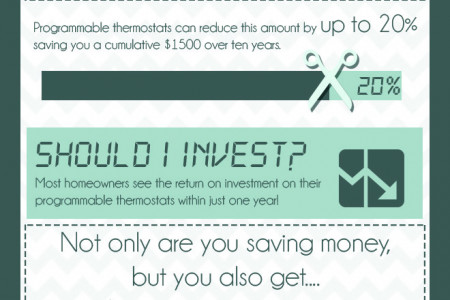 Programmable thermostats can reduce this amount by up to 20%
saving you a cumulative $1500 over ten years.
20%
SHOULD I INVEST?
Most homeowners see the return on investment on their
programmable thermostats within just one year!
Not only are you saving money,
but you also get....